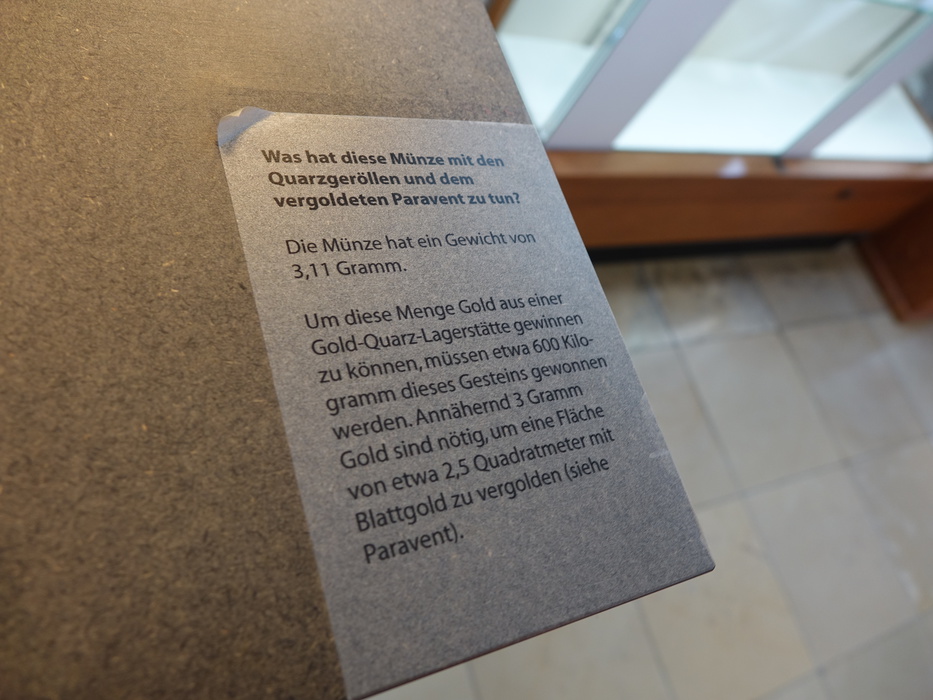 Was hat diese Münze mit den
Quarzgeröllen und dem
vergoldeten Paravent zu tun?
Die Münze hat ein Gewicht von
3,11 Gramm.
Um diese Menge Gold aus einer
Gold-Quarz-Lagerstätte gewinnen
zu können, müssen etwa 600 Kilo-
gramm dieses Gesteins gewonnen
werden. Annähernd 3 Gramm
Gold sind nötig, um eine Fläche
von etwa 2,5 Quadratmeter mit
Blattgold zu vergolden (siehe
Paravent).